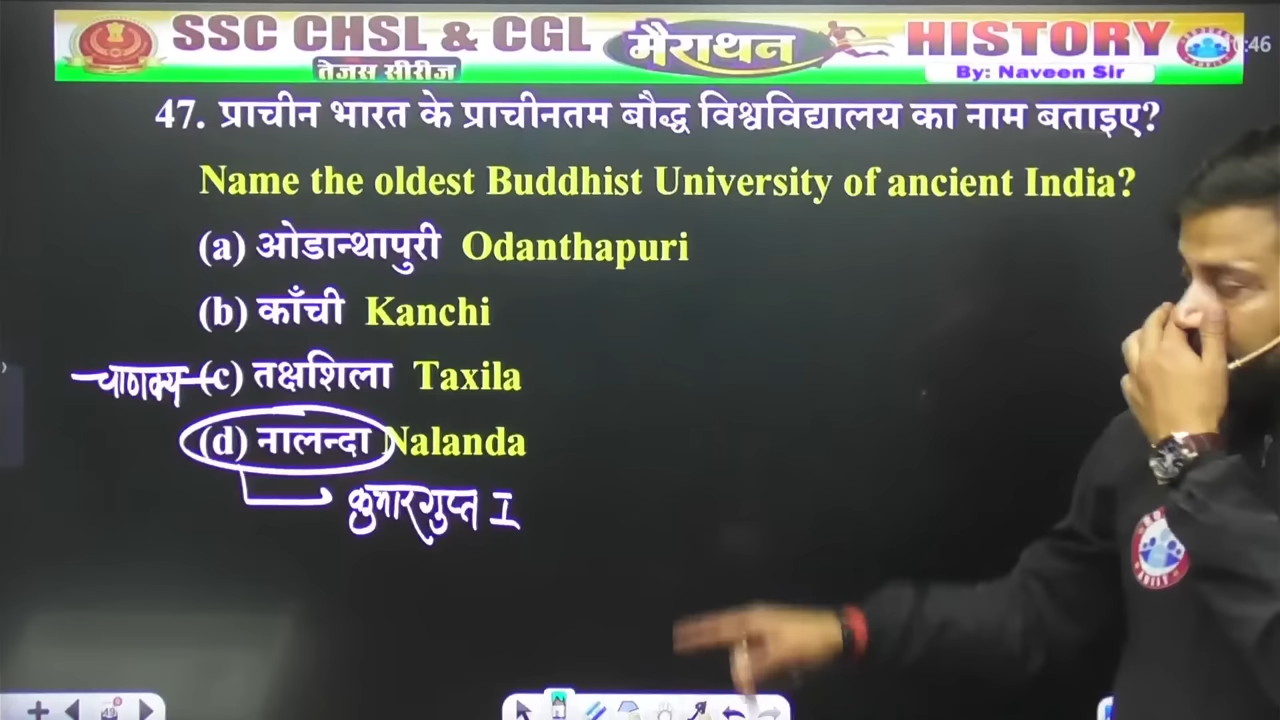 SSC CHSL & CGL मैराथन HISTORY
तेजस सीरीज By: Naveen Sir
47. प्राचीन भारत के प्राचीनतम बौद्ध विश्वविद्यालय का नाम बताइए?
Name the oldest Buddhist University of ancient India?
(a) ओडान्थापुरी Odanthapuri
(b) काँची Kanchi
चाणक्य (c) तक्षशिला Taxila
(d) नालन्दा Nalanda
कुमारगुप्त I